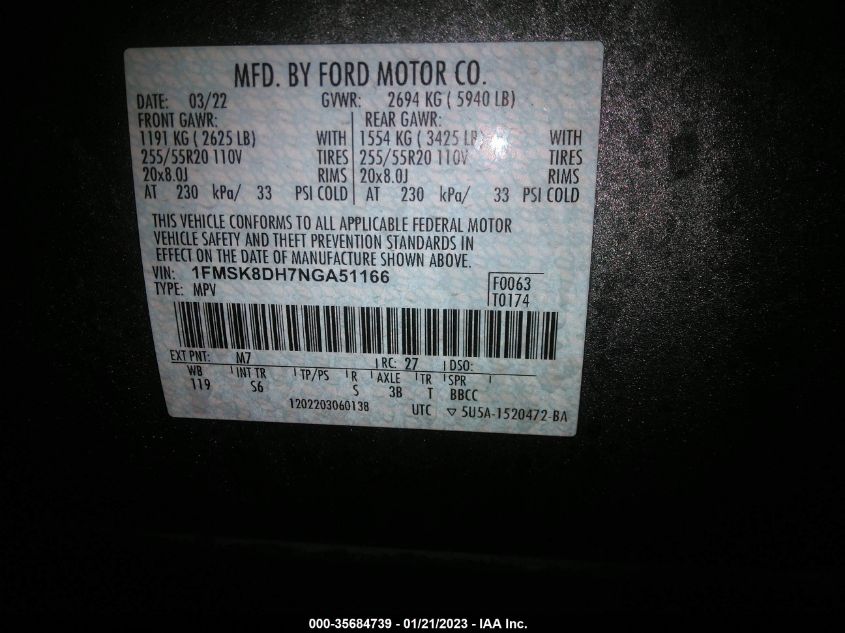 MFD. BY FORD MOTOR CO.
DATE: 03/22 GVWR: 2694 KG ( 5940 LB)
FRONT GAWR: REAR GAWR:
1191 KG ( 2625 LB) WITH 1554 KG ( 3425 LB) WITH
255/55R20 110V TIRES 255/55R20 110V TIRES
20x8.0J RIMS 20x8.0J RIMS
AT 230 kPa/ 33 PSI COLD AT 230 kPa/ 33 PSI COLD
THIS VEHICLE CONFORMS TO ALL APPLICABLE FEDERAL MOTOR
VEHICLE SAFETY AND THEFT PREVENTION STANDARDS IN
EFFECT ON THE DATE OF MANUFACTURE SHOWN ABOVE.
VIN: 1FMSK8DH7NGA51166
TYPE: MPV
F0063
T0174
EXT PNT: M7 RC: 27 DSO:
WB INT TR TP/PS R AXLE TR SPR
119 S6 S 3B T BBCC
1202203060138 UTC ▽ 5U5A-1520472-BA
000-35684739 - 01/21/2023 - IAA Inc.